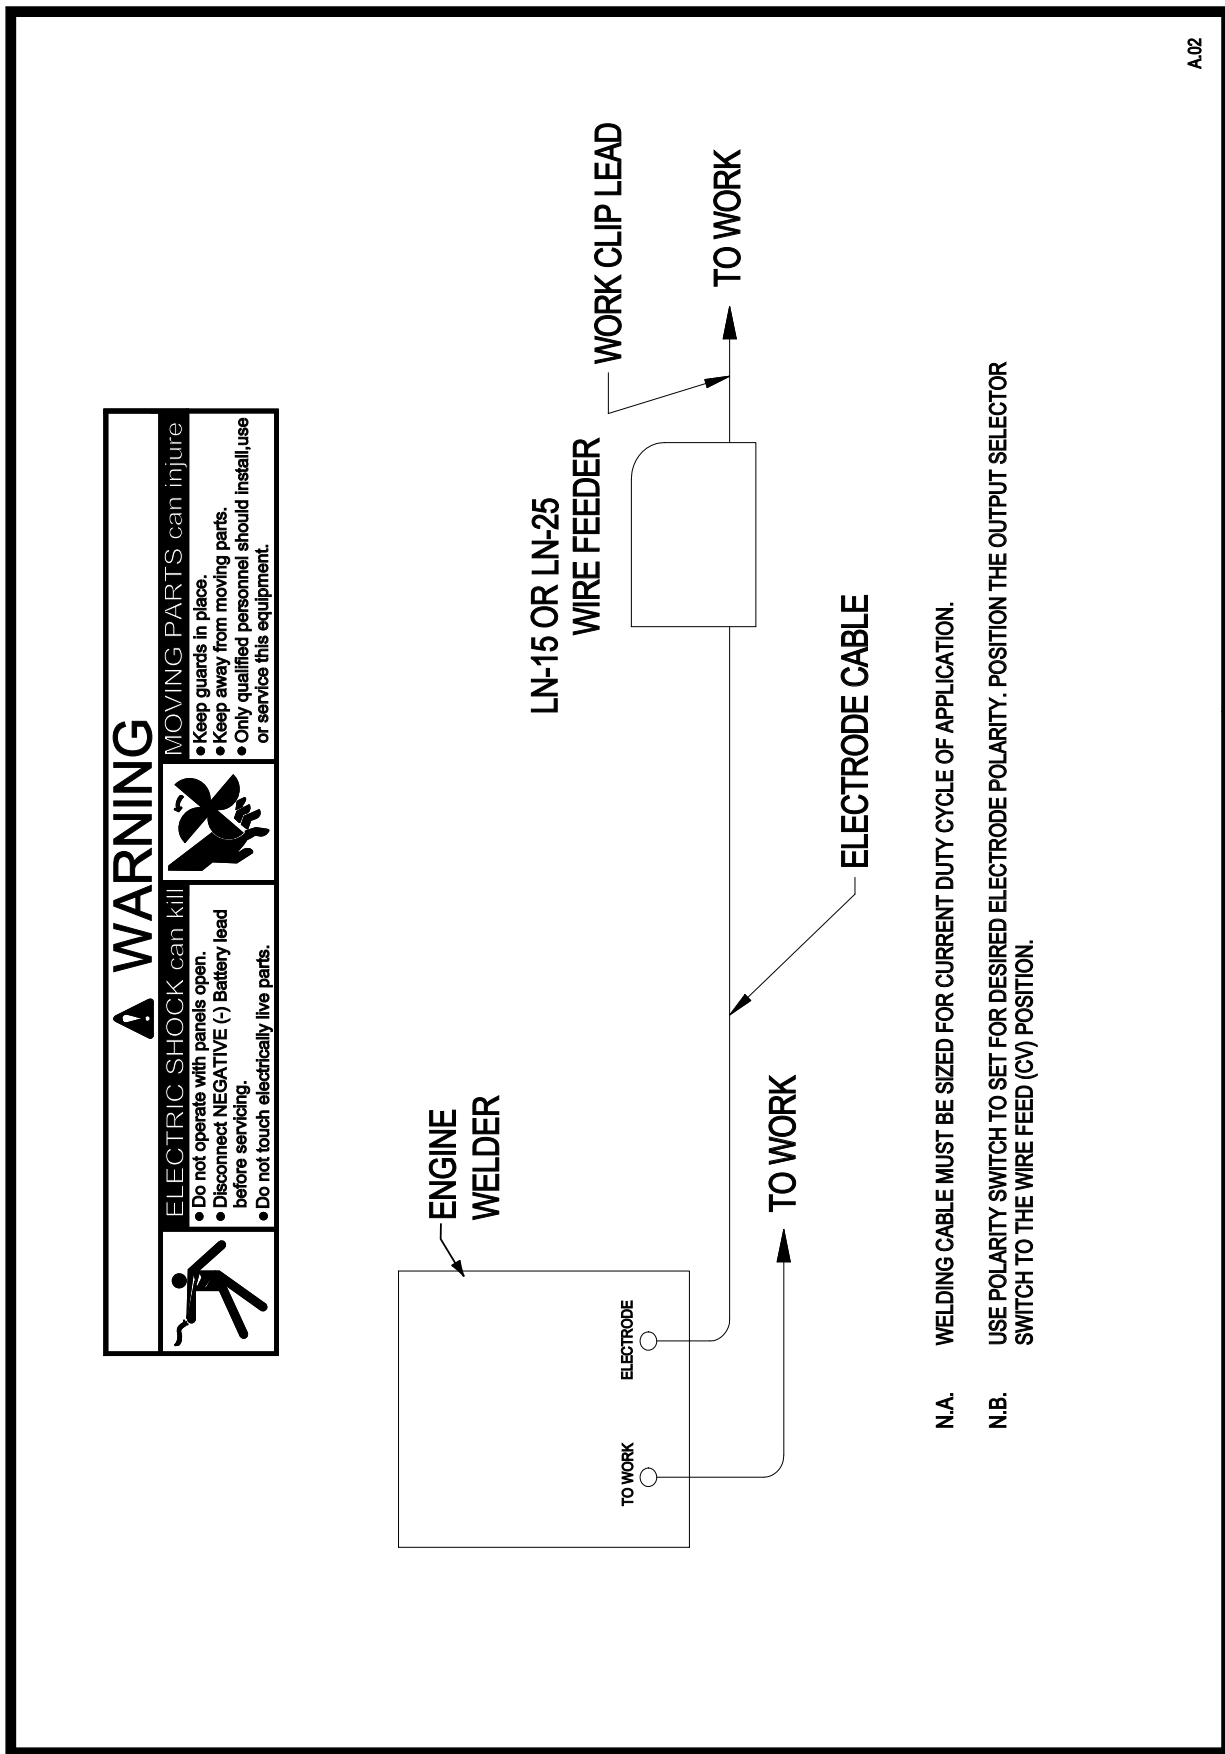 WARNING
ELECTRIC SHOCK can kill
● Do not operate with panels open.
● Disconnect NEGATIVE (-) Battery lead
before servicing.
● Do not touch electrically live parts.
MOVING PARTS can injure
● Keep guards in place.
● Keep away from moving parts.
● Only qualified personnel should install,use
or service this equipment.
ENGINE
WELDER
TO WORK
ELECTRODE
TO WORK
ELECTRODE CABLE
LN-15 OR LN-25
WIRE FEEDER
WORK CLIP LEAD
TO WORK
N.A. WELDING CABLE MUST BE SIZED FOR CURRENT DUTY CYCLE OF APPLICATION.
N.B. USE POLARITY SWITCH TO SET FOR DESIRED ELECTRODE POLARITY. POSITION THE OUTPUT SELECTOR
SWITCH TO THE WIRE FEED (CV) POSITION.
A.02